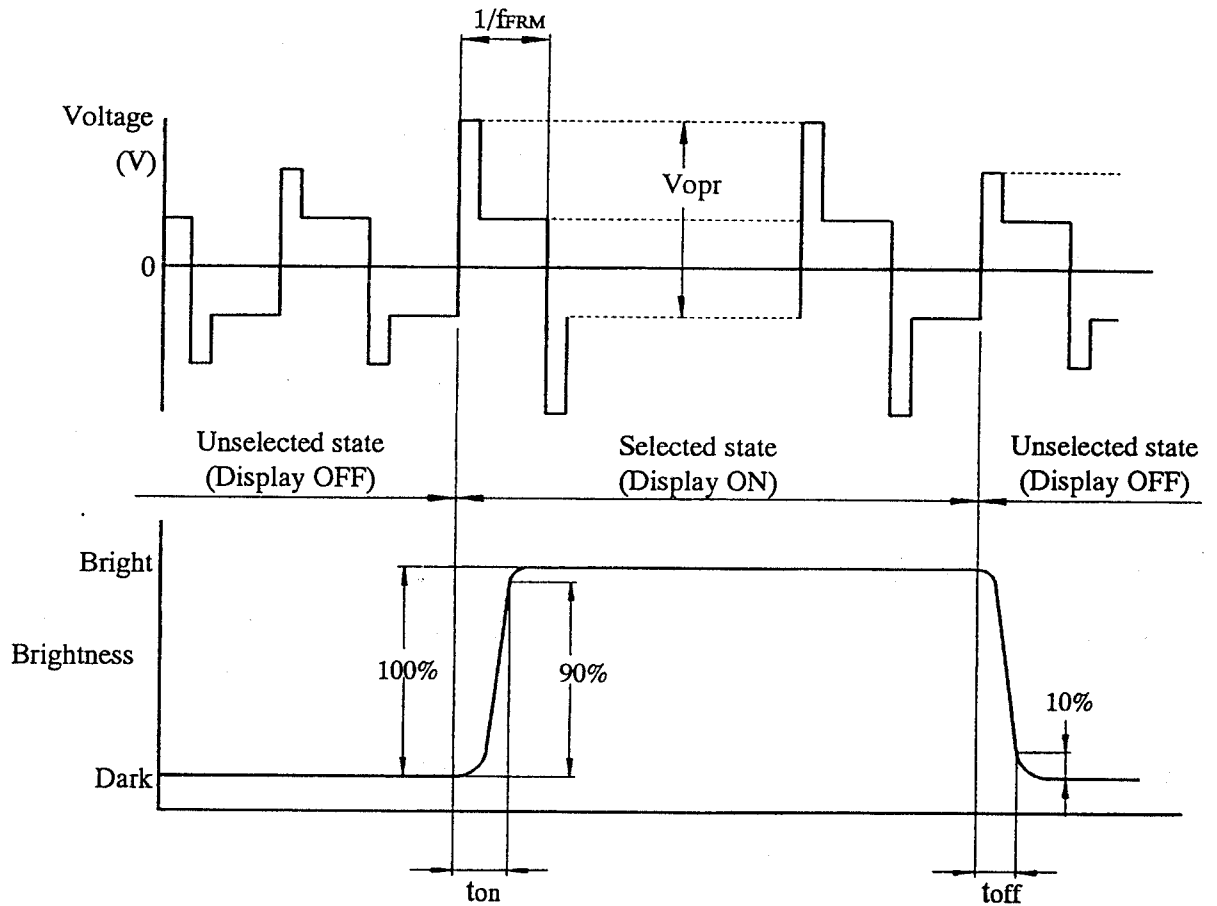 1/fFRM
Voltage
(V)
Vopr
0
Unselected state
(Display OFF)
Selected state
(Display ON)
Unselected state
(Display OFF)
Bright
Brightness
100%
90%
10%
Dark
ton
toff